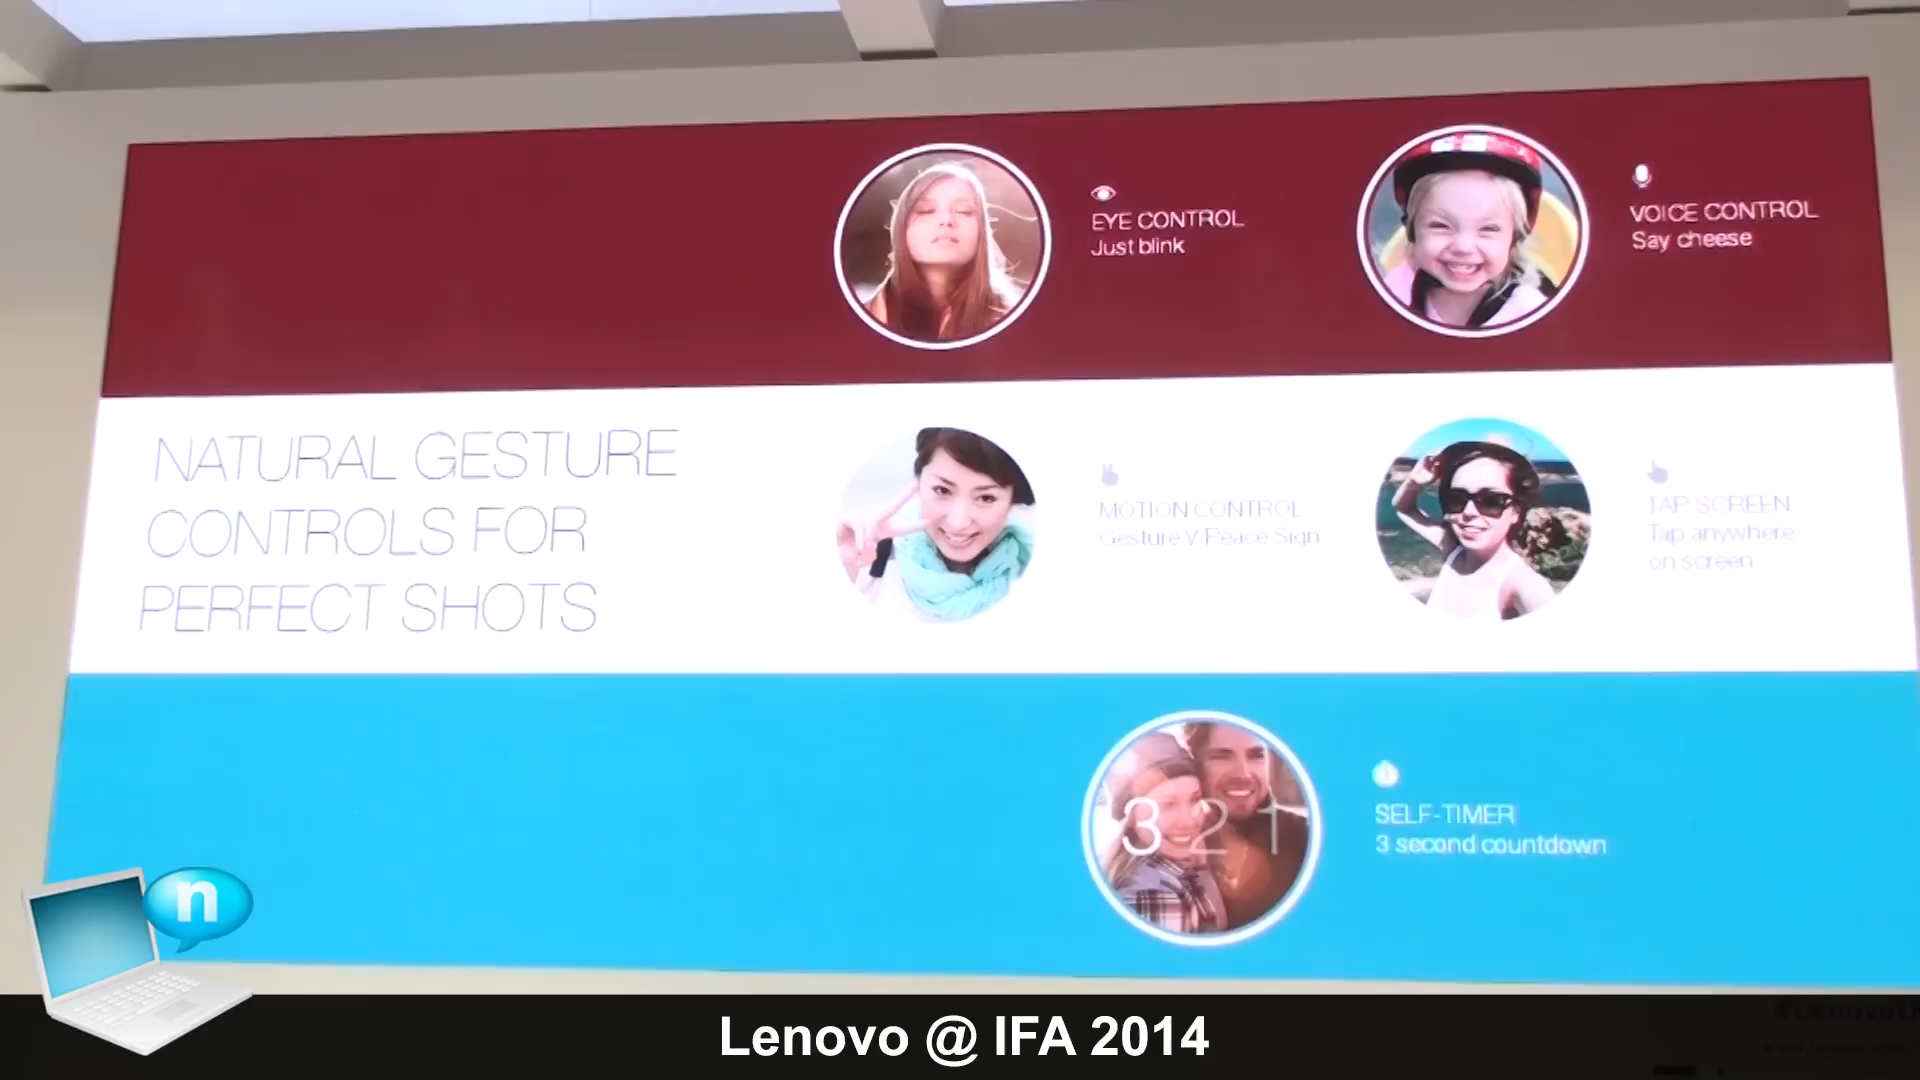 EYE CONTROL
Just blink
VOICE CONTROL
Say cheese
NATURAL GESTURE
CONTROLS FOR
PERFECT SHOTS
MOTION CONTROL
Gesture V/Peace Sign
TAP SCREEN
Tap anywhere
on screen
3 2 1
SELF-TIMER
3 second countdown
n
Lenovo @ IFA 2014